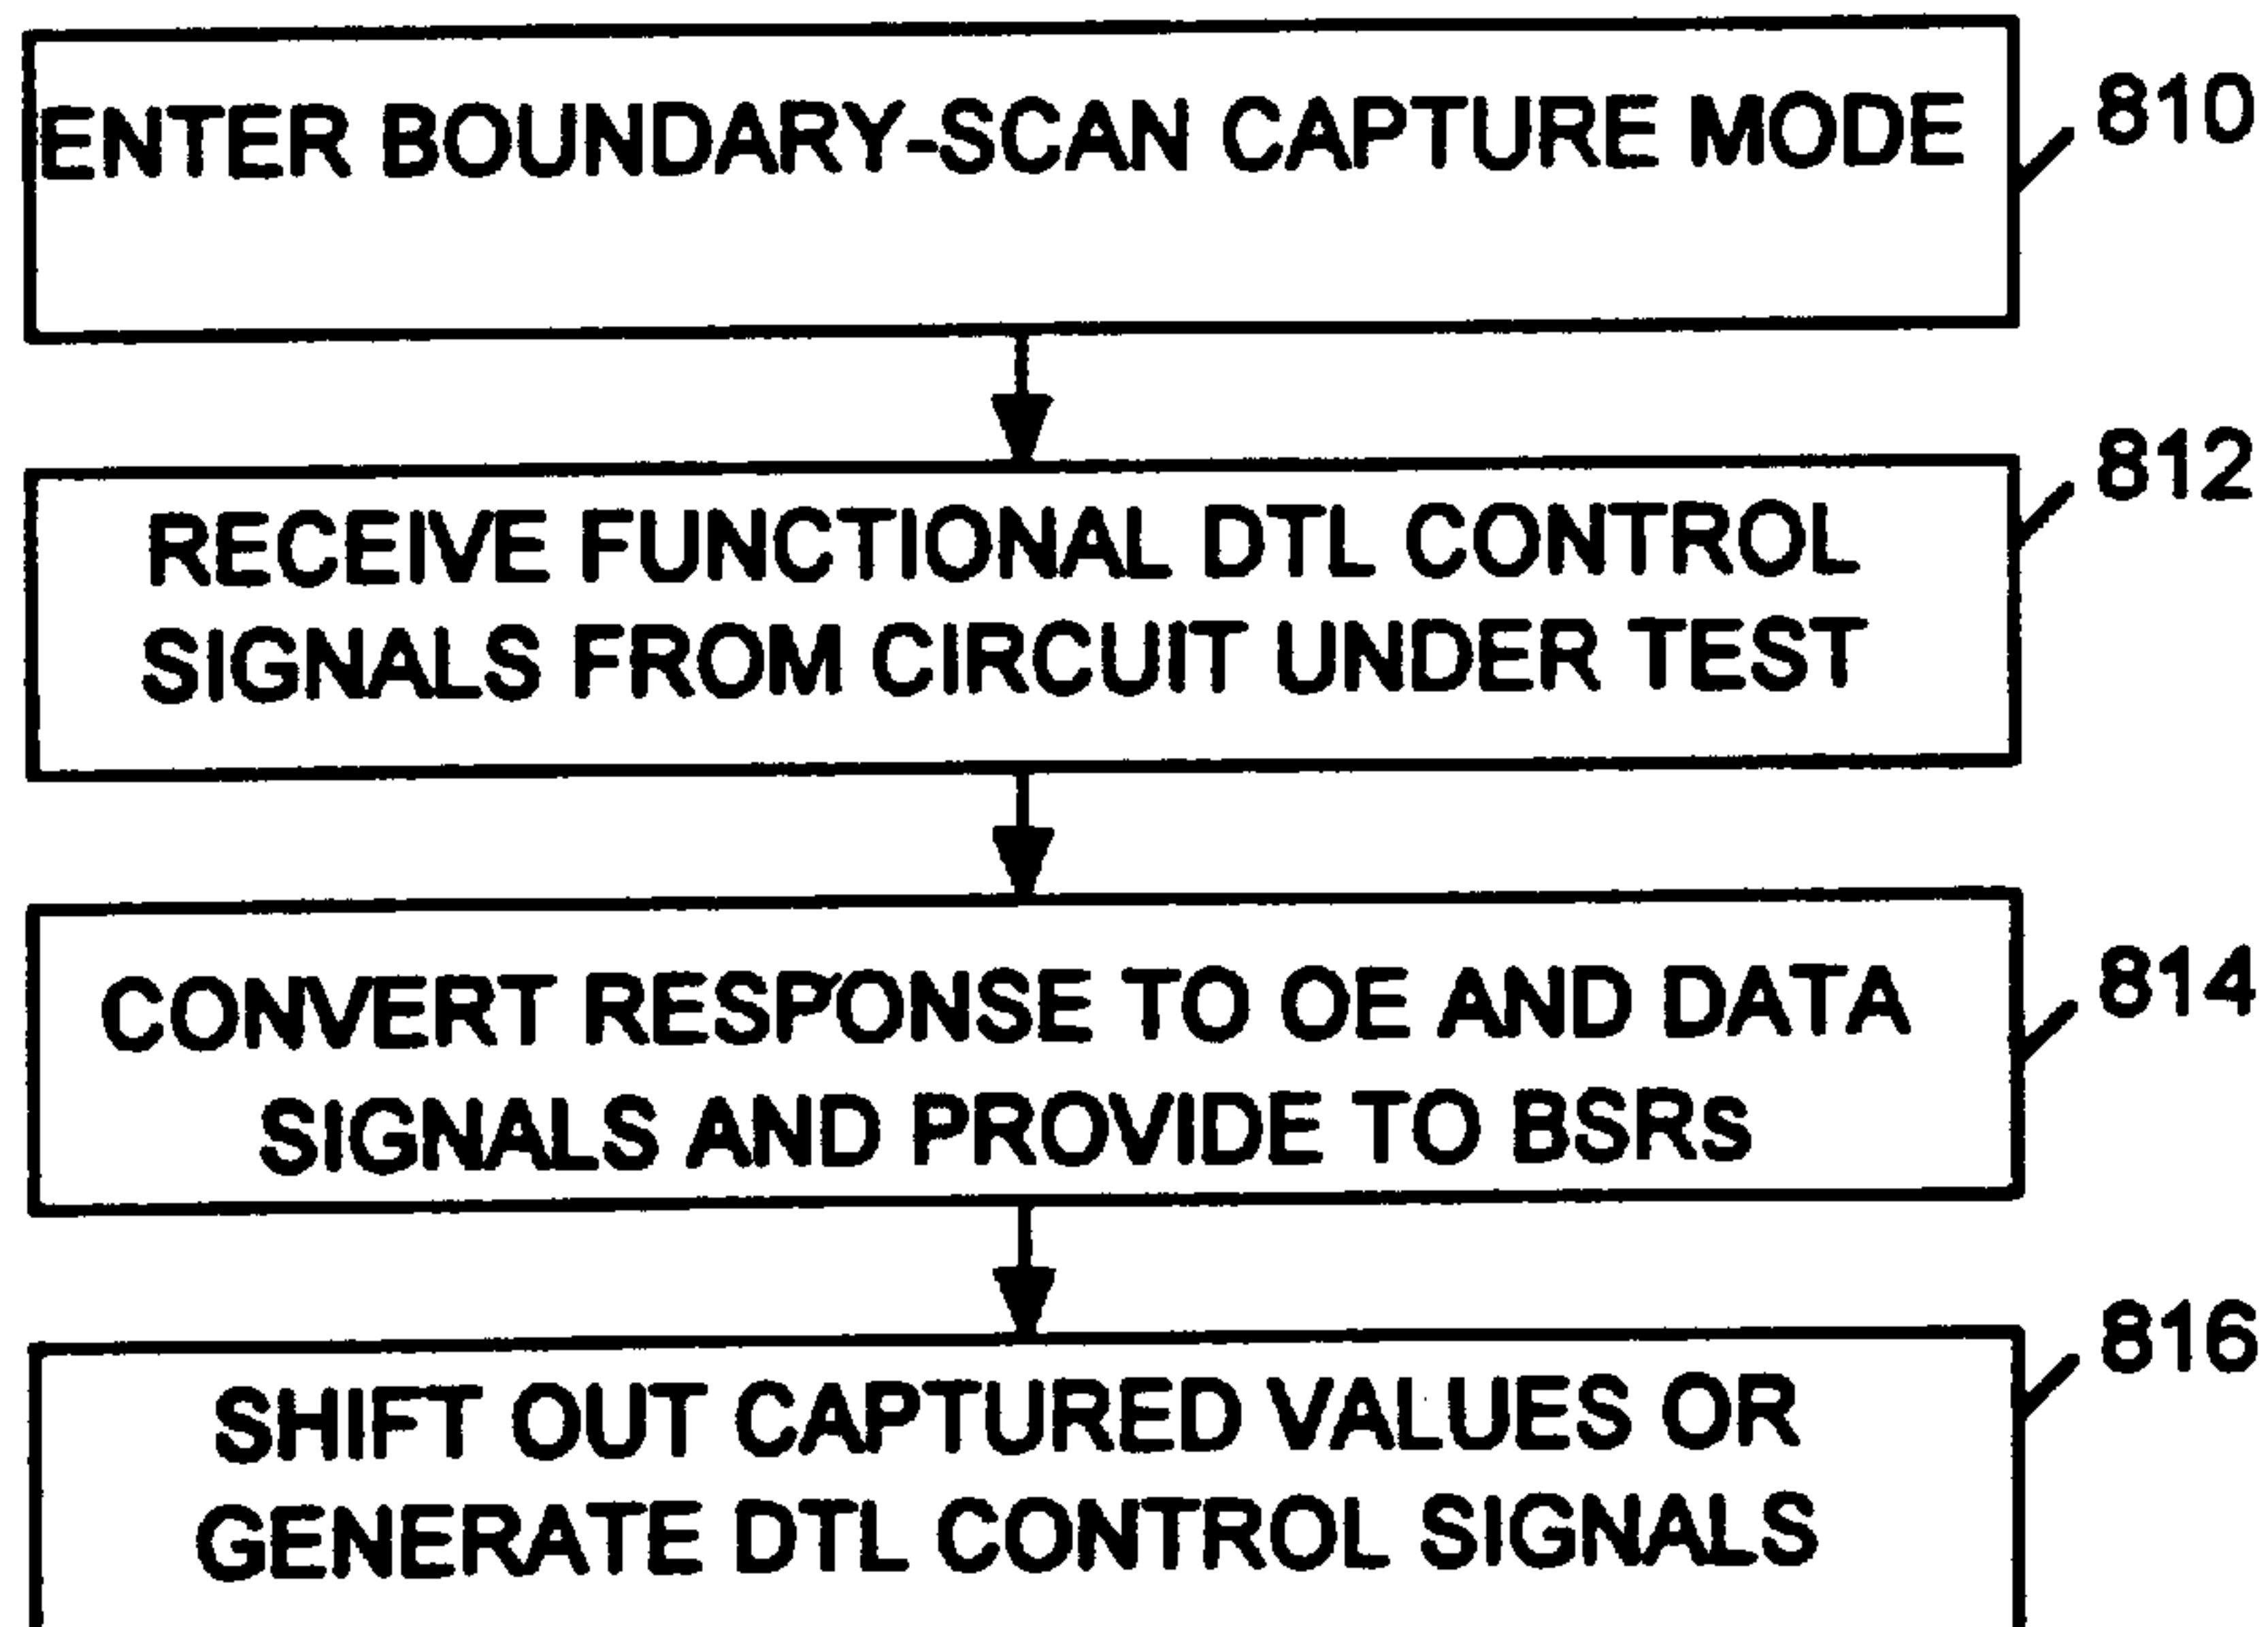 ENTER BOUNDARY-SCAN CAPTURE MODE
810
RECEIVE FUNCTIONAL DTL CONTROL
SIGNALS FROM CIRCUIT UNDER TEST
812
CONVERT RESPONSE TO OE AND DATA
SIGNALS AND PROVIDE TO BSRs
814
SHIFT OUT CAPTURED VALUES OR
GENERATE DTL CONTROL SIGNALS
816